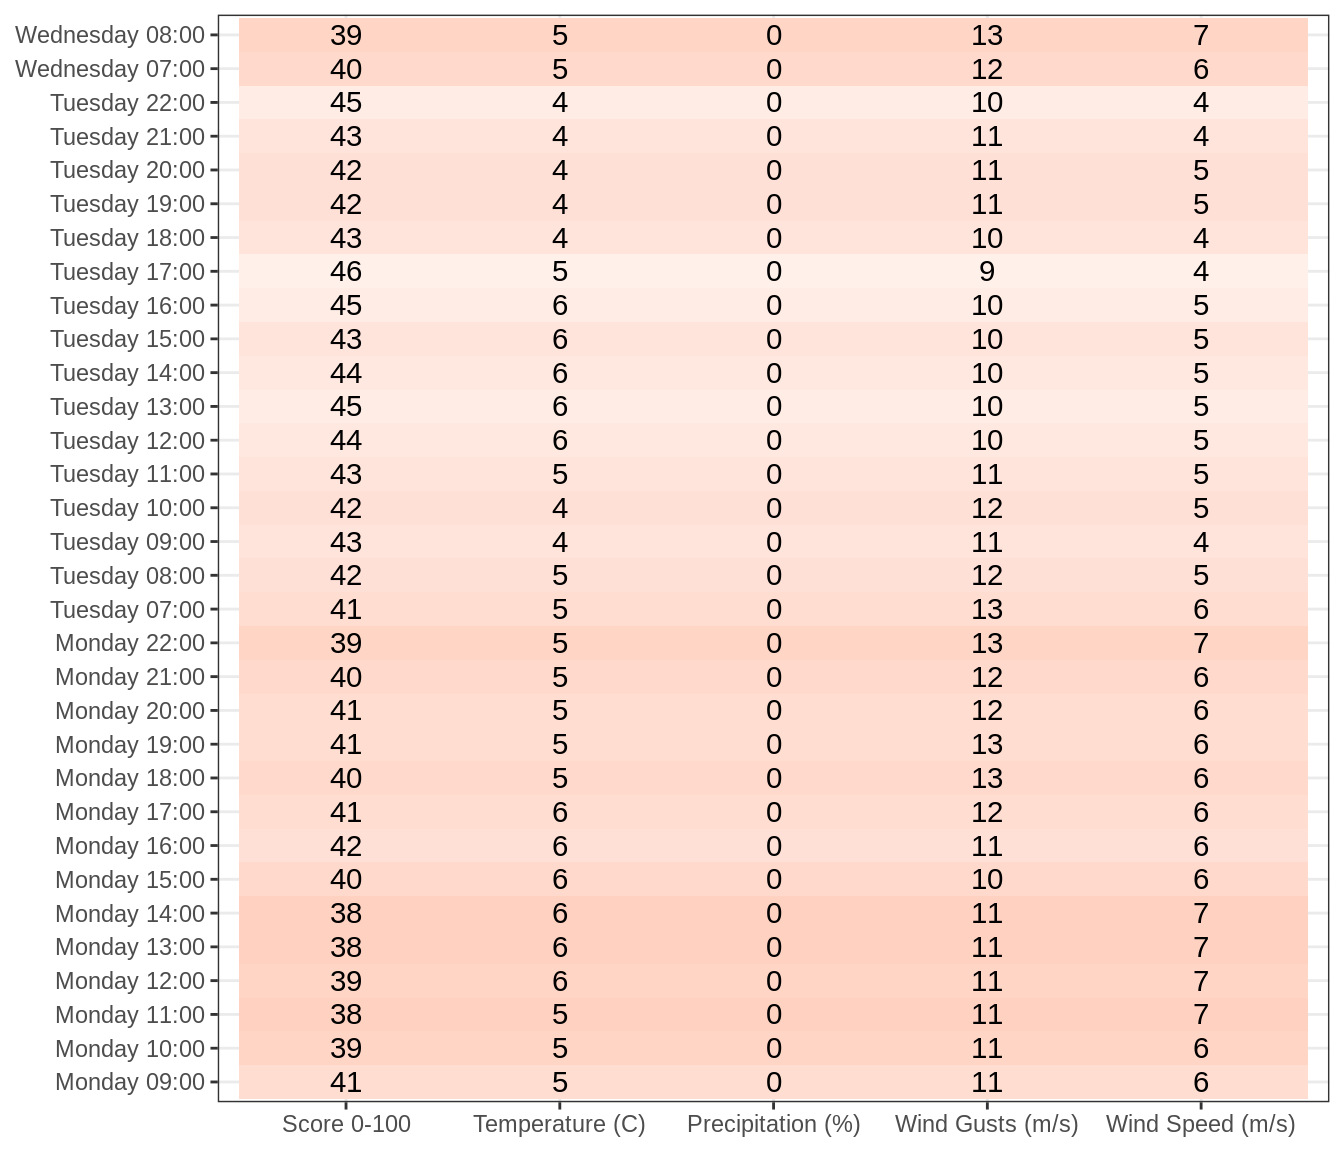 Wednesday 08:00 39 5 0 13 7
Wednesday 07:00 40 5 0 12 6
Tuesday 22:00 45 4 0 10 4
Tuesday 21:00 43 4 0 11 4
Tuesday 20:00 42 4 0 11 5
Tuesday 19:00 42 4 0 11 5
Tuesday 18:00 43 4 0 10 4
Tuesday 17:00 46 5 0 9 4
Tuesday 16:00 45 6 0 10 5
Tuesday 15:00 43 6 0 10 5
Tuesday 14:00 44 6 0 10 5
Tuesday 13:00 45 6 0 10 5
Tuesday 12:00 44 6 0 10 5
Tuesday 11:00 43 5 0 11 5
Tuesday 10:00 42 4 0 12 5
Tuesday 09:00 43 4 0 11 4
Tuesday 08:00 42 5 0 12 5
Tuesday 07:00 41 5 0 13 6
Monday 22:00 39 5 0 13 7
Monday 21:00 40 5 0 12 6
Monday 20:00 41 5 0 12 6
Monday 19:00 41 5 0 13 6
Monday 18:00 40 5 0 13 6
Monday 17:00 41 6 0 12 6
Monday 16:00 42 6 0 11 6
Monday 15:00 40 6 0 10 6
Monday 14:00 38 6 0 11 7
Monday 13:00 38 6 0 11 7
Monday 12:00 39 6 0 11 7
Monday 11:00 38 5 0 11 7
Monday 10:00 39 5 0 11 6
Monday 09:00 41 5 0 11 6
Score 0-100 Temperature (C) Precipitation (%) Wind Gusts (m/s) Wind Speed (m/s)